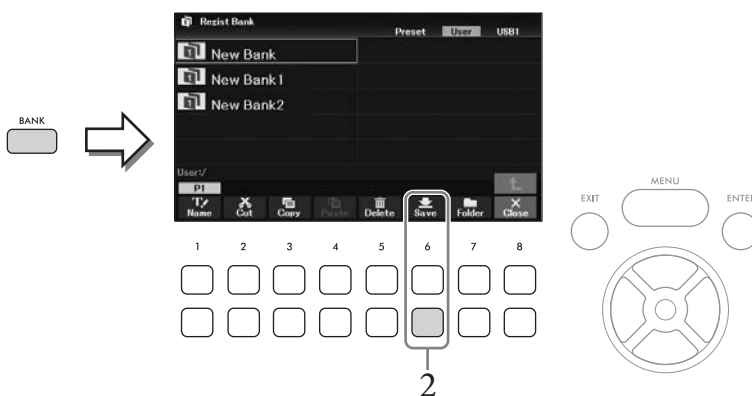 Regist Bank
Preset User USB1
New Bank
New Bank1
New Bank2
BANK
User:/
P1
Name Cut Copy Paste Delete Save Folder Close
EXIT MENU ENTER
1 2 3 4 5 6 7 8
2